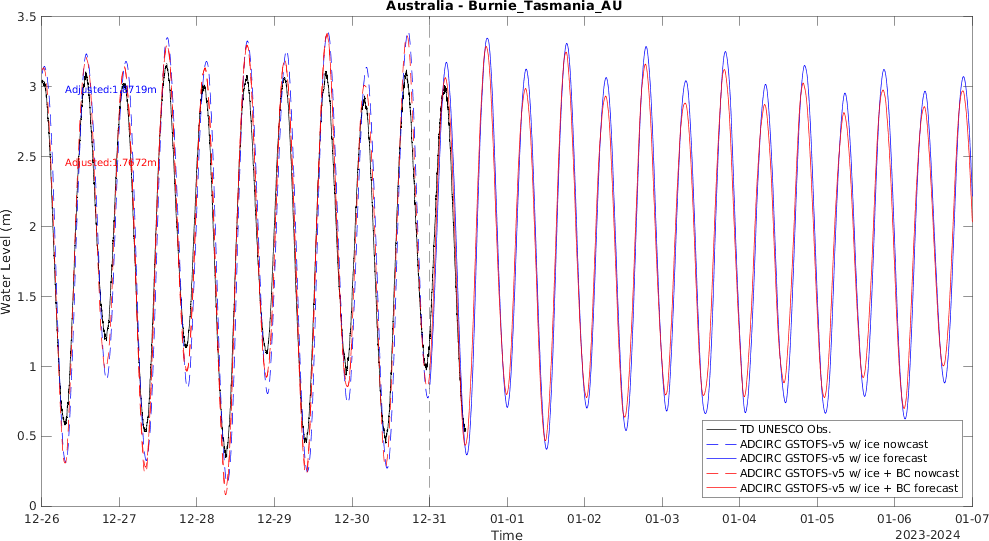 Australia - Burnie_Tasmania_AU
3.5
3
2.5
2
1.5
1
0.5
0
Water Level (m)
Adjusted:1.7672m
TD UNESCO Obs.
ADCIRC GSTOFS-v5 w/ ice nowcast
ADCIRC GSTOFS-v5 w/ ice forecast
ADCIRC GSTOFS-v5 w/ ice + BC nowcast
ADCIRC GSTOFS-v5 w/ ice + BC forecast
12-26 12-27 12-28 12-29 12-30 12-31 01-01 01-02 01-03 01-04 01-05 01-06 01-07
Time
2023-2024